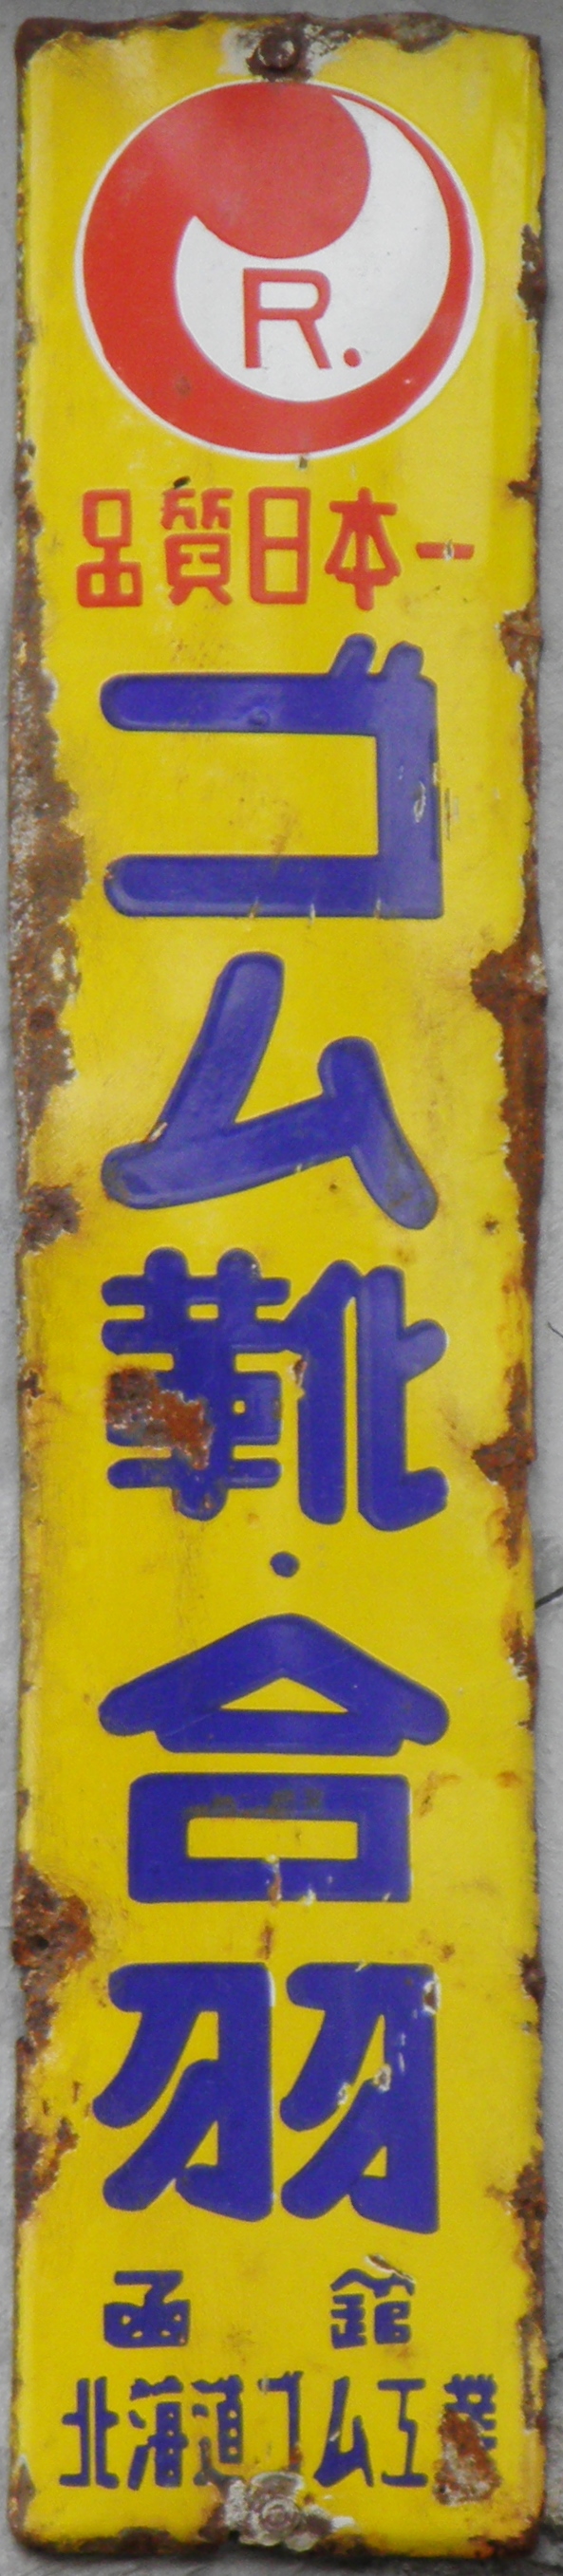 R.
品質日本一
ゴム靴・合羽
函館
北海道ゴム工業